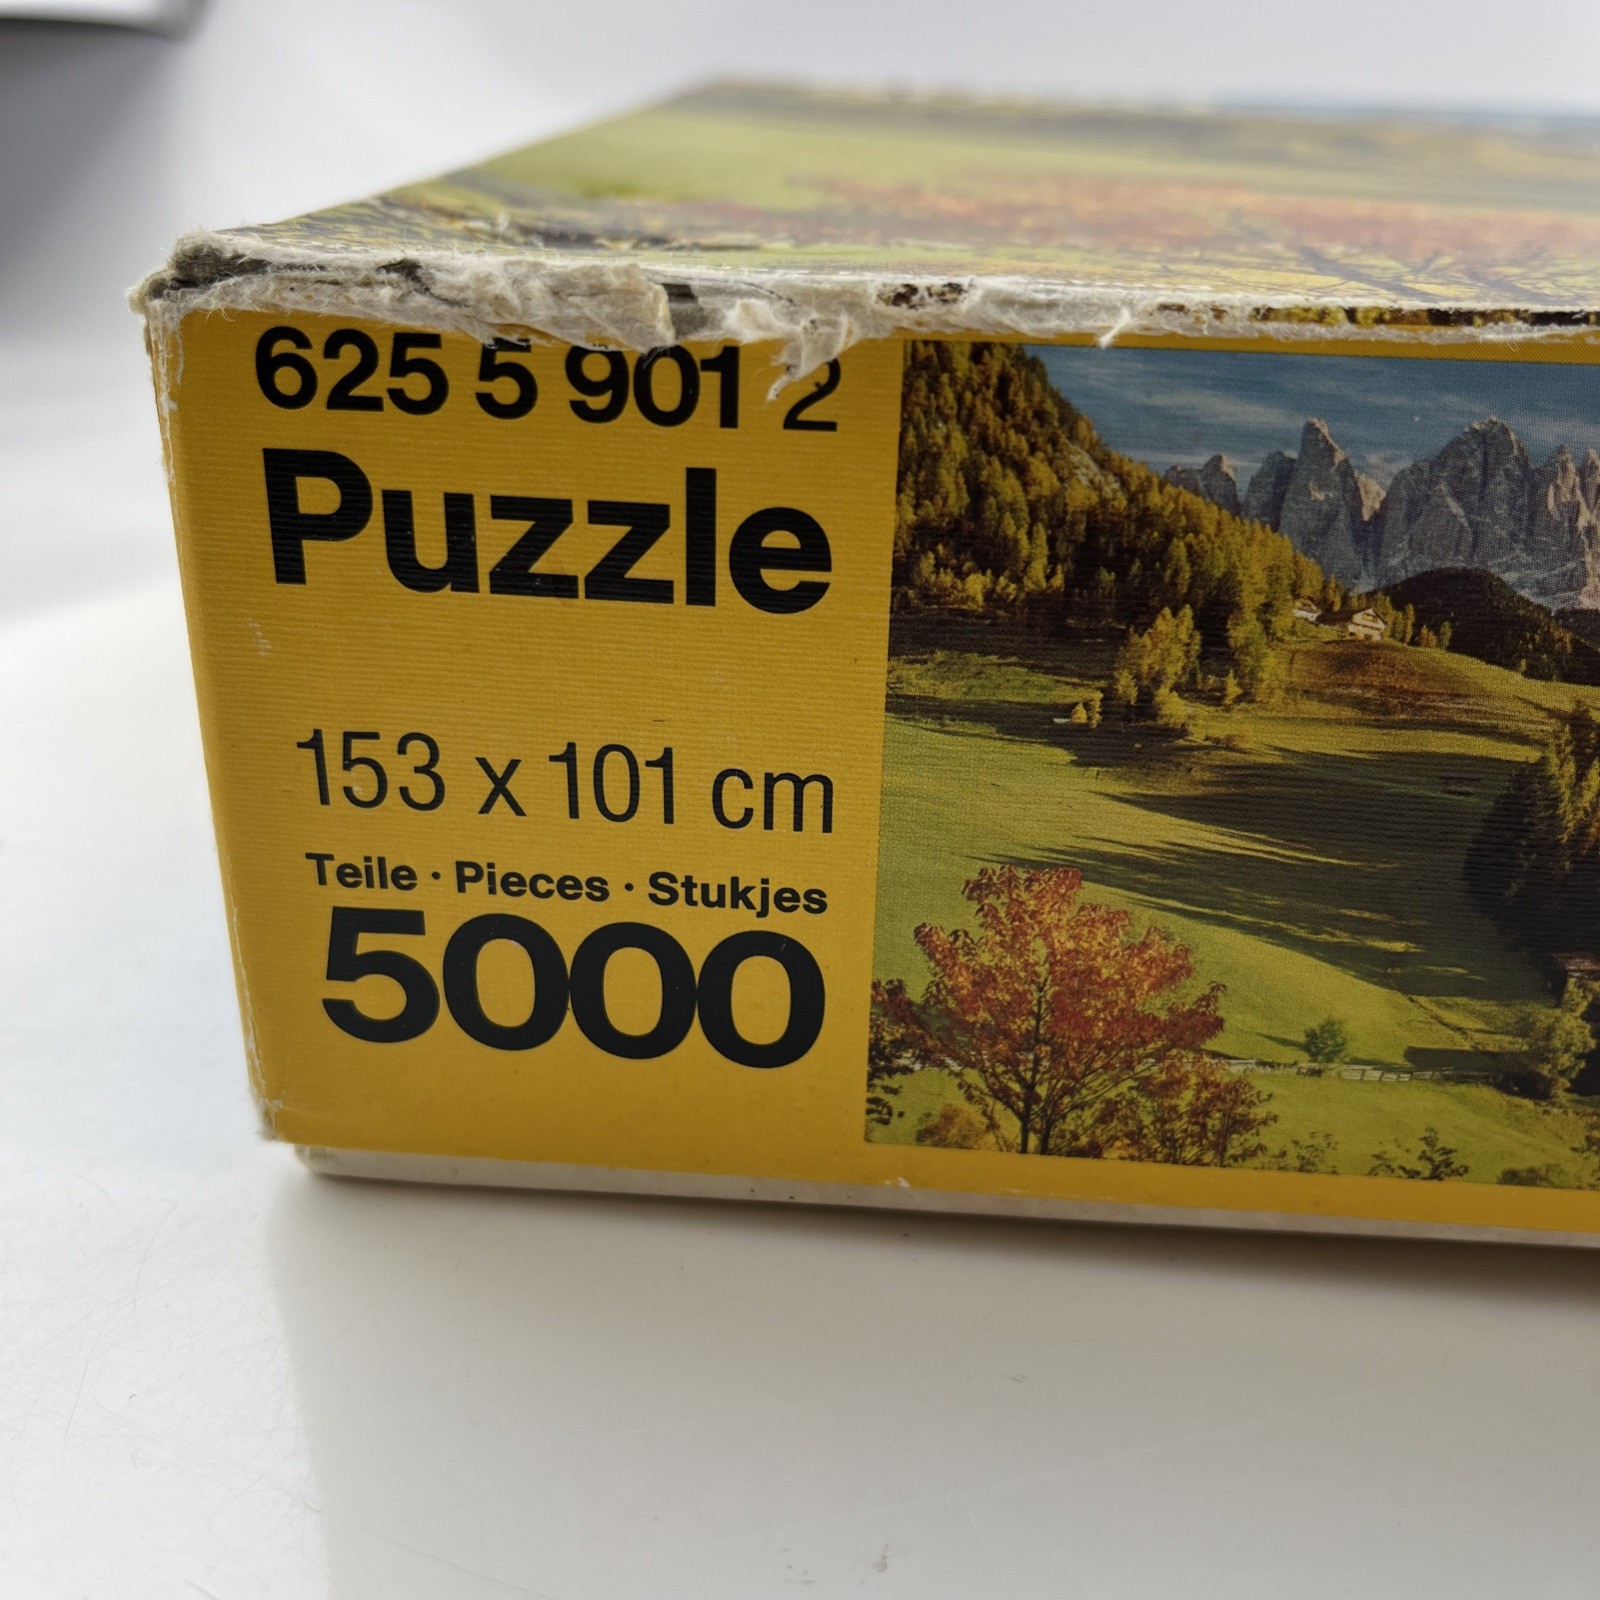 625 5 901 2
Puzzle
153 x 101 cm
Teile · Pieces · Stukjes
5000